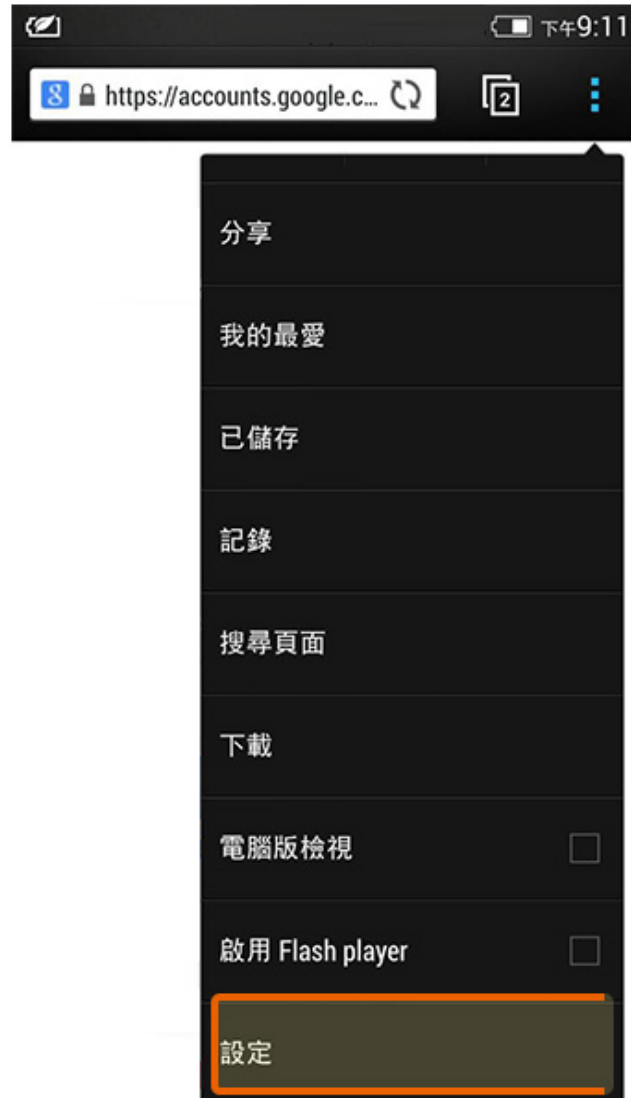 下午9:11
8 https://accounts.google.c... 2
分享
我的最愛
已儲存
記錄
搜尋頁面
下載
電腦版檢視
啟用 Flash player
設定